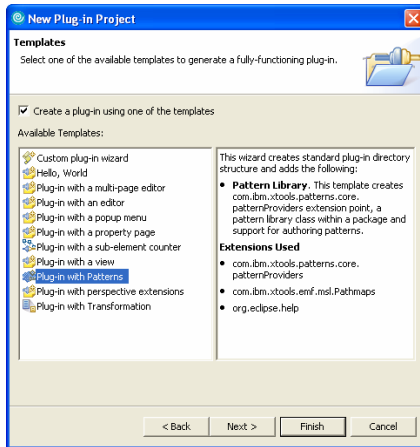 New Plug-in Project
Templates
Select one of the available templates to generate a fully-functioning plug-in.
Create a plug-in using one of the templates
Available Templates:
Custom plug-in wizard
Hello, World
Plug-in with a multi-page editor
Plug-in with an editor
Plug-in with a popup menu
Plug-in with a property page
Plug-in with a sub-element counter
Plug-in with a view
Plug-in with Patterns
Plug-in with perspective extensions
Plug-in with Transformation
This wizard creates standard plug-in directory
structure and adds the following:
• Pattern Library. This template creates
com.ibm.xtools.patterns.core.
patternProviders extension point, a
pattern library class within a package and
support for authoring patterns.
Extensions Used
• com.ibm.xtools.patterns.core.
patternProviders
• com.ibm.xtools.emf.msl.Pathmaps
• org.eclipse.help
< Back
Next >
Finish
Cancel